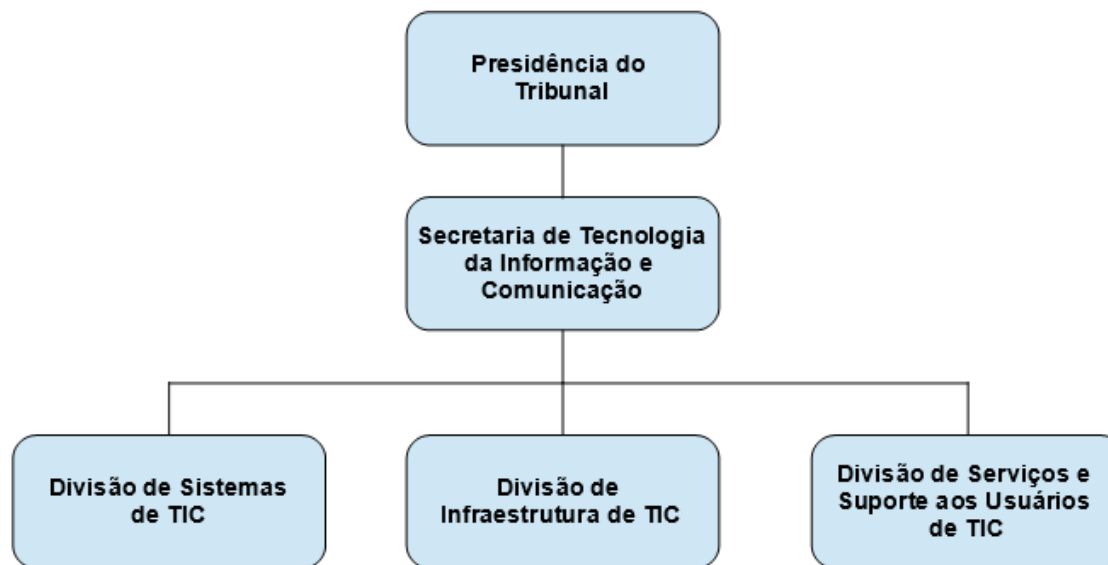 Presidência do
Tribunal
Secretaria de Tecnologia
da Informação e
Comunicação
Divisão de Sistemas
de TIC
Divisão de
Infraestrutura de TIC
Divisão de Serviços e
Suporte aos Usuários
de TIC